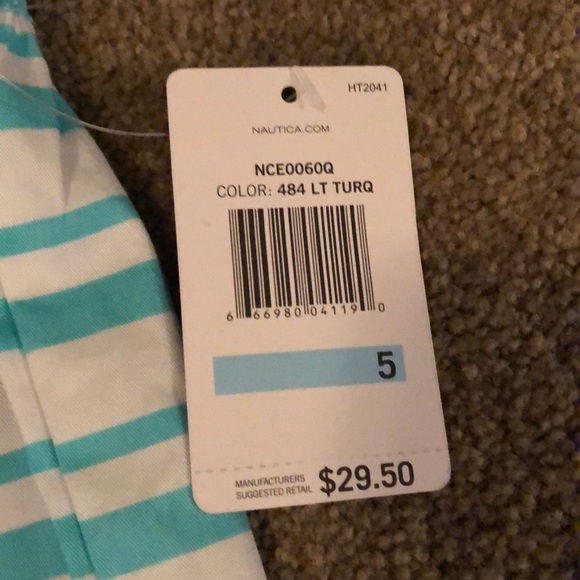 HT2041
NAUTICA.COM
NCE0060Q
COLOR: 484 LT TURQ
6 66980 04119 0
5
MANUFACTURERS
SUGGESTED RETAIL $29.50